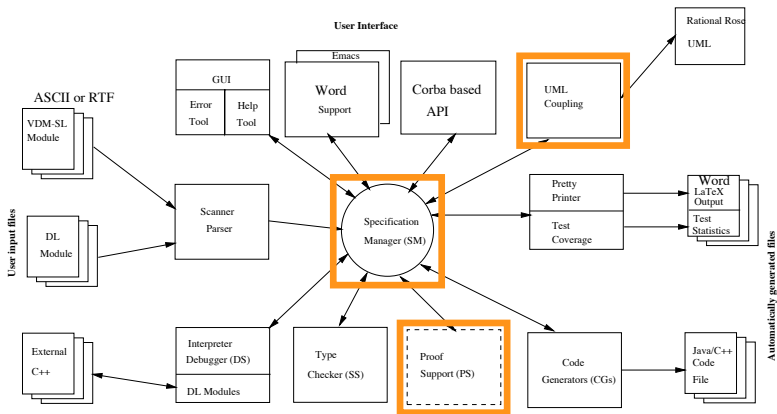 User Interface
Rational Rose
UML
Emacs
GUI
Error
Tool
Help
Tool
Word
Support
Corba based
API
UML
Coupling
ASCII or RTF
VDM-SL
Module
User input files
DL
Module
Scanner
Parser
Specification
Manager (SM)
Pretty
Printer
Test
Coverage
Word
LaTeX
Output
Test
Statistics
Automatically generated files
External
C++
Interpreter
Debugger (DS)
DL Modules
Type
Checker (SS)
Proof
Support (PS)
Code
Generators (CGs)
Java/C++
Code
File